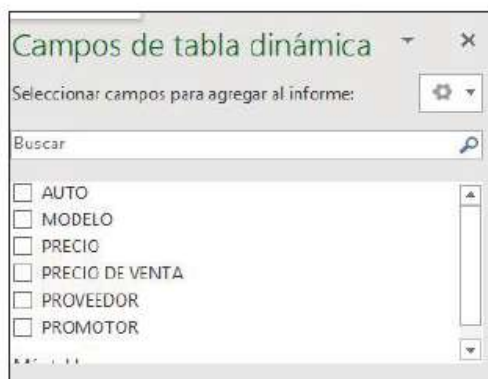 Campos de tabla dinámica
Seleccionar campos para agregar al informe:
Buscar
AUTO
MODELO
PRECIO
PRECIO DE VENTA
PROVEEDOR
PROMOTOR